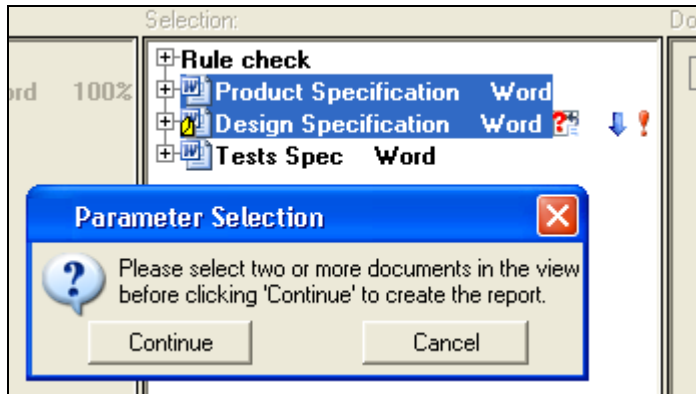 Selection:
Do
Rule check
ord 100% Product Specification Word
Design Specification Word
Tests Spec Word
Parameter Selection
Please select two or more documents in the view
before clicking 'Continue' to create the report.
Continue Cancel